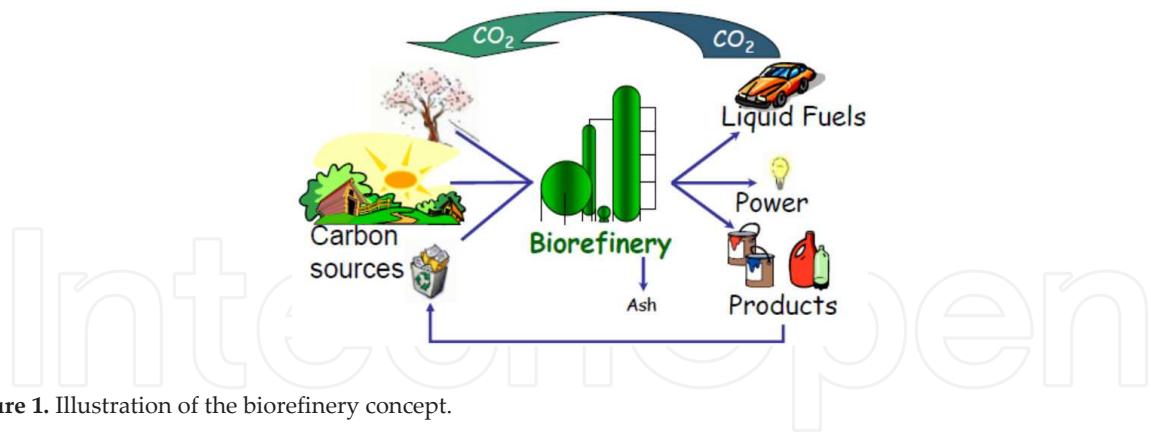 CO₂ CO₂
Liquid Fuels
Power
Carbon
sources
Biorefinery
Ash
Products
IntechOpen
ure 1. Illustration of the biorefinery concept.